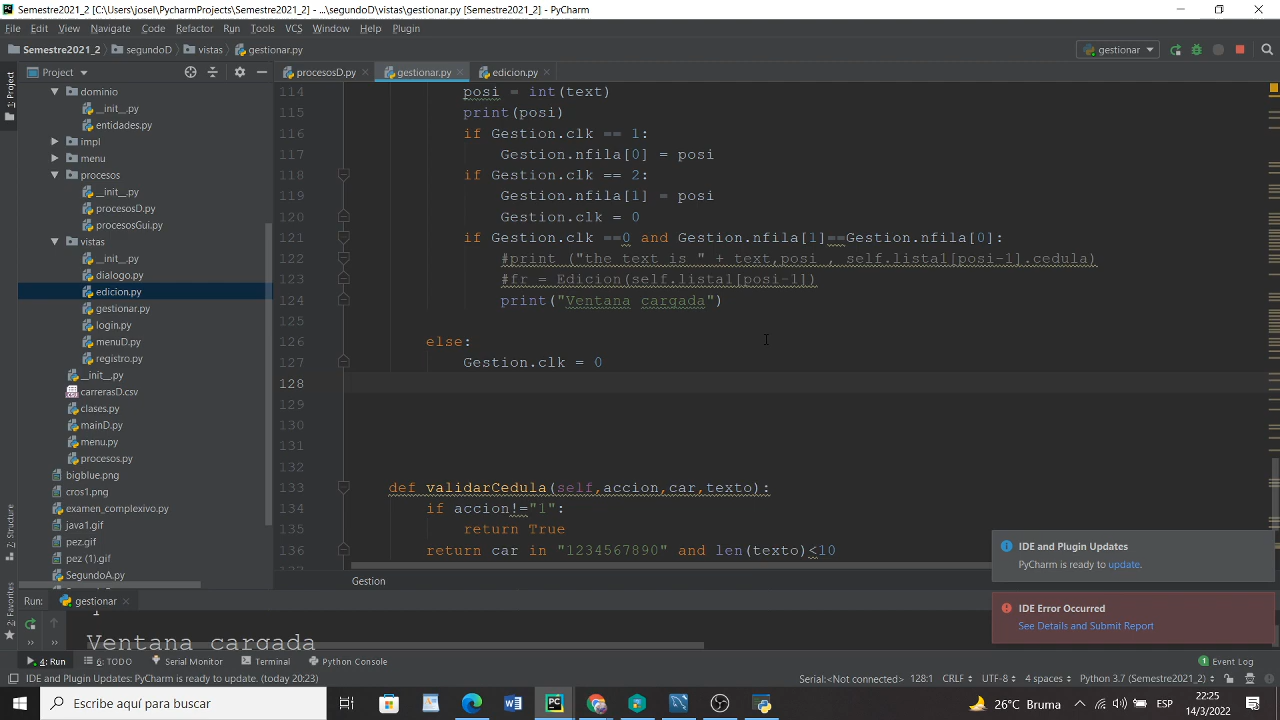 Semestre2021_2 [C:\Users\josel\PycharmProjects\Semestre2021_2] - ...\segundoD\vistas\gestionar.py [Semestre2021_2] - PyCharm
File Edit View Navigate Code Refactor Run Tools VCS Window Help Plugin
Semestre2021_2 segundoD vistas gestionar.py gestionar
1: Project
Project procesosD.py gestionar.py edicion.py
dominio
__init__.py
entidades.py
impl
menu
procesos
__init__.py
procesosD.py
procesosGui.py
vistas
__init__.py
dialogo.py
edicion.py
gestionar.py
login.py
menuD.py
registro.py
__init__.py
carrerasD.csv
clases.py
mainD.py
menu.py
procesos.py
bigblue.png
cros1.png
examen_complexivo.py
java1.gif
pez.gif
pez (1).gif
SegundoA.py
114 posi = int(text)
115 print(posi)
116 if Gestion.clk == 1:
117 Gestion.nfila[0] = posi
118 if Gestion.clk == 2:
119 Gestion.nfila[1] = posi
120 Gestion.clk = 0
121 if Gestion.clk ==0 and Gestion.nfila[1]==Gestion.nfila[0]:
122 #print ("the text is " + text,posi , self.lista1[posi-1].cedula)
123 #fr = Edicion(self.lista1[posi-1])
124 print("Ventana cargada")
125
126 else:
127 Gestion.clk = 0
128
129
130
131
132
133 def validarCedula(self,accion,car,texto):
134 if accion!="1":
135 return True
136 return car in "1234567890" and len(texto)<10
Gestion
7: Structure
2: Favorites
IDE and Plugin Updates
PyCharm is ready to update.
IDE Error Occurred
See Details and Submit Report
Run: gestionar
Ventana cargada
4: Run 6: TODO Serial Monitor Terminal Python Console 1 Event Log
IDE and Plugin Updates: PyCharm is ready to update. (today 20:23) Serial:<not connected> 128:1 CRLF UTF-8 4 spaces Python 3.7 (Semestre2021_2)
Escribe aquí para buscar
26°C Bruma ESP
22:25
14/3/2022